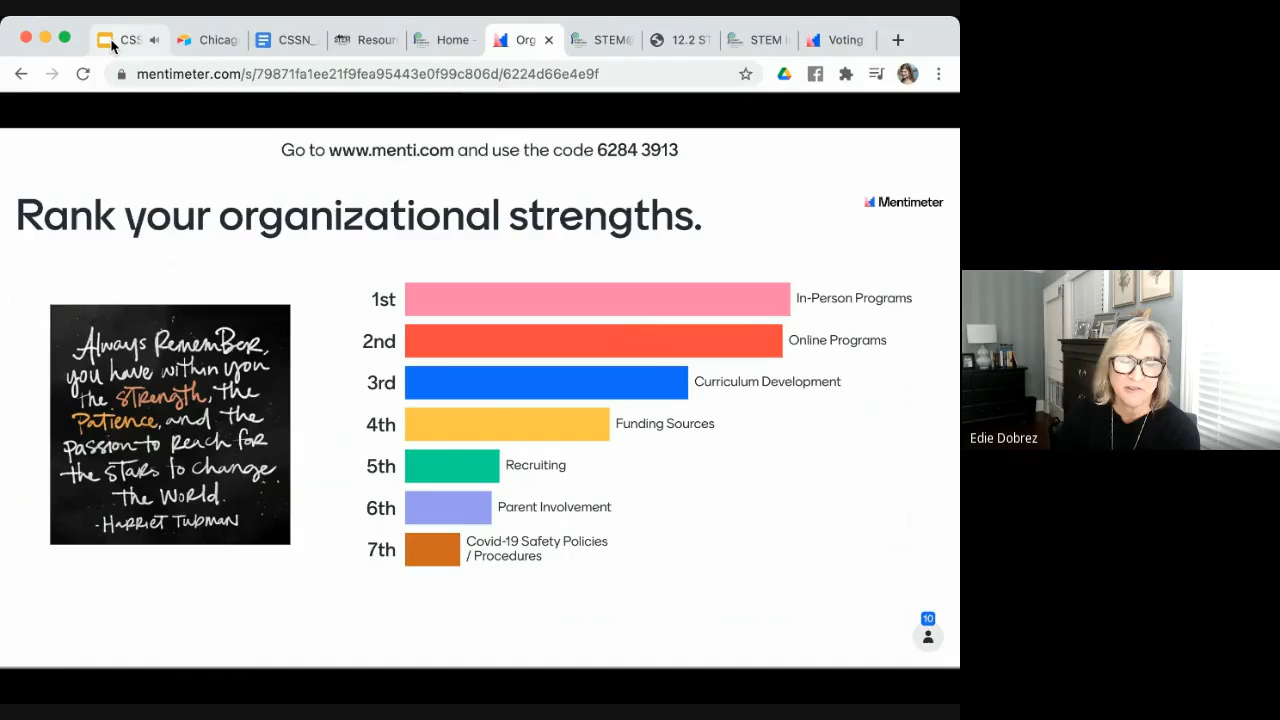 CSS
Chicag
CSSN_
Resour
Home -
Org
STEM@
12.2 ST
STEM i
Voting
mentimeter.com/s/79871fa1ee21f9fea95443e0f99c806d/6224d66e4e9f
Go to www.menti.com and use the code 6284 3913
Rank your organizational strengths.
Mentimeter
Always Remember,
you have within you
the strength, the
Patience, and the
passion to reach for
the stars to change
the world.
-Harriet Tubman
1st
In-Person Programs
2nd
Online Programs
3rd
Curriculum Development
4th
Funding Sources
5th
Recruiting
6th
Parent Involvement
7th
Covid-19 Safety Policies
/ Procedures
10
Edie Dobrez